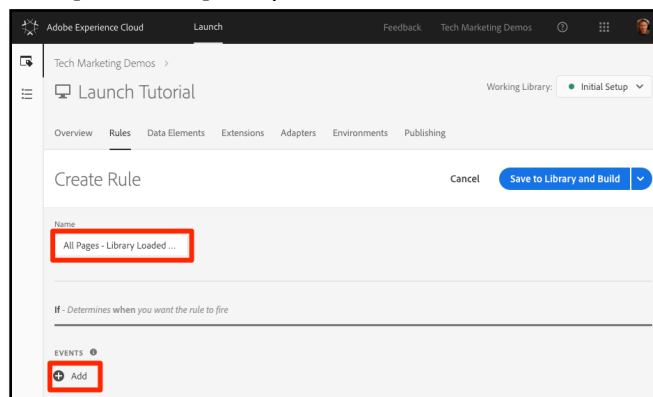 Adobe Experience Cloud Launch Feedback Tech Marketing Demos
Tech Marketing Demos >
Launch Tutorial
Working Library: Initial Setup
Overview Rules Data Elements Extensions Adapters Environments Publishing
Create Rule Cancel Save to Library and Build
Name
All Pages - Library Loaded ...
If - Determines when you want the rule to fire
EVENTS
Add